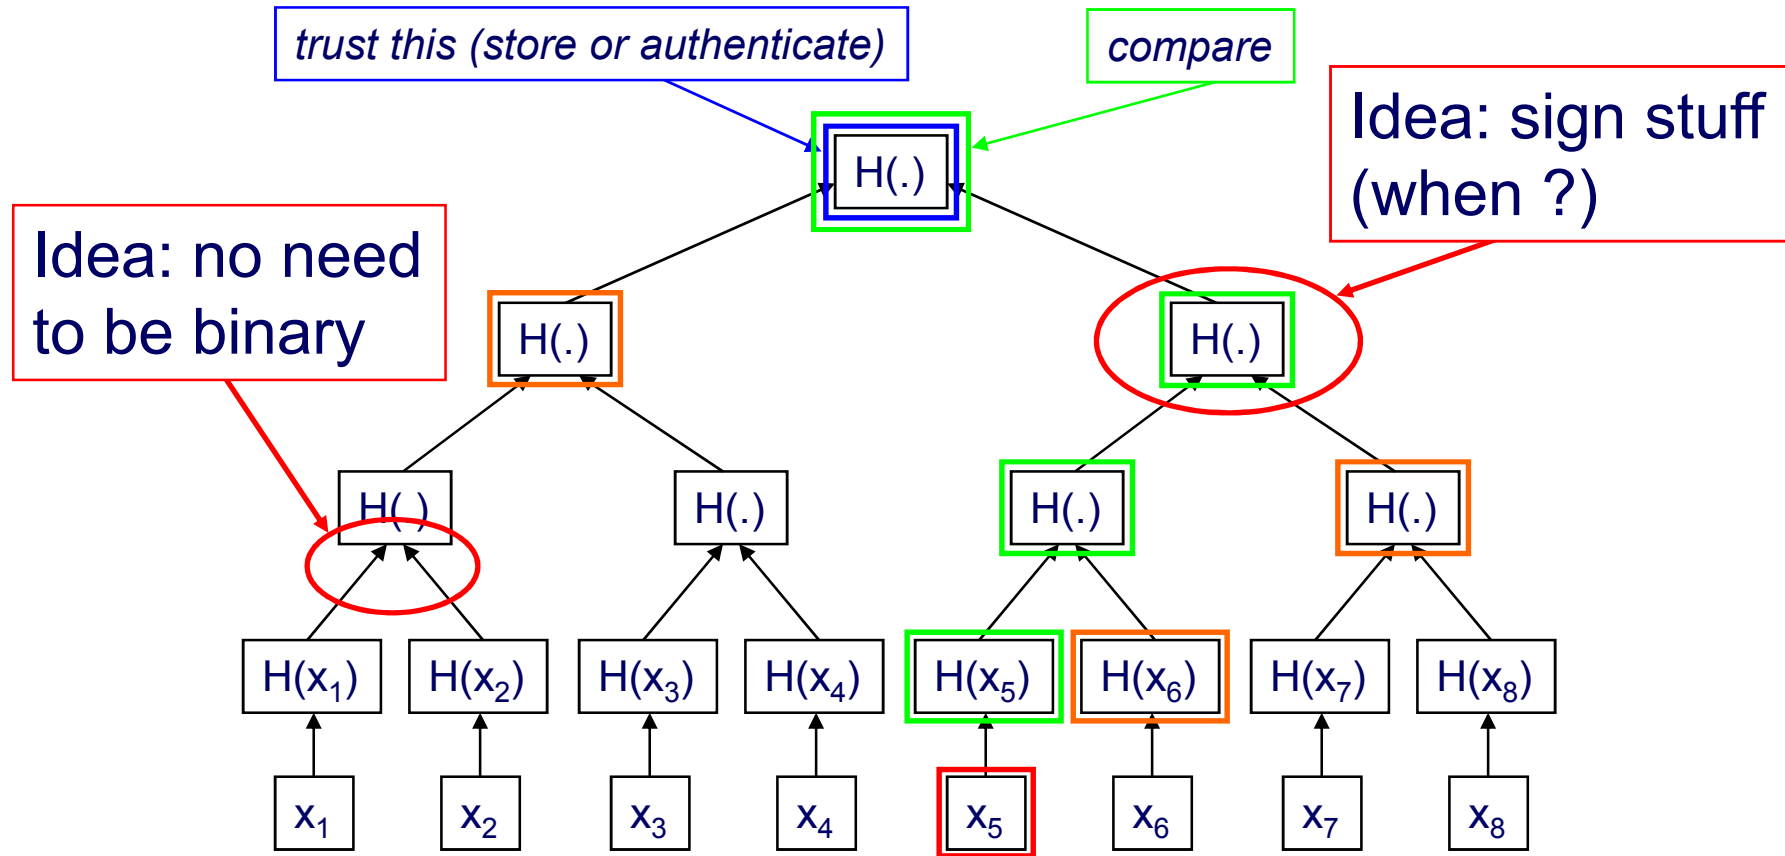 trust this (store or authenticate)
compare
Idea: sign stuff
(when ?)
H(.)
Idea: no need
to be binary
H(.)
H(.)
H(.)
H(.)
H(.)
H(.)
H(x₁)
H(x₂)
H(x₃)
H(x₄)
H(x₅)
H(x₆)
H(x₇)
H(x₈)
x₁
x₂
x₃
x₄
x₅
x₆
x₇
x₈